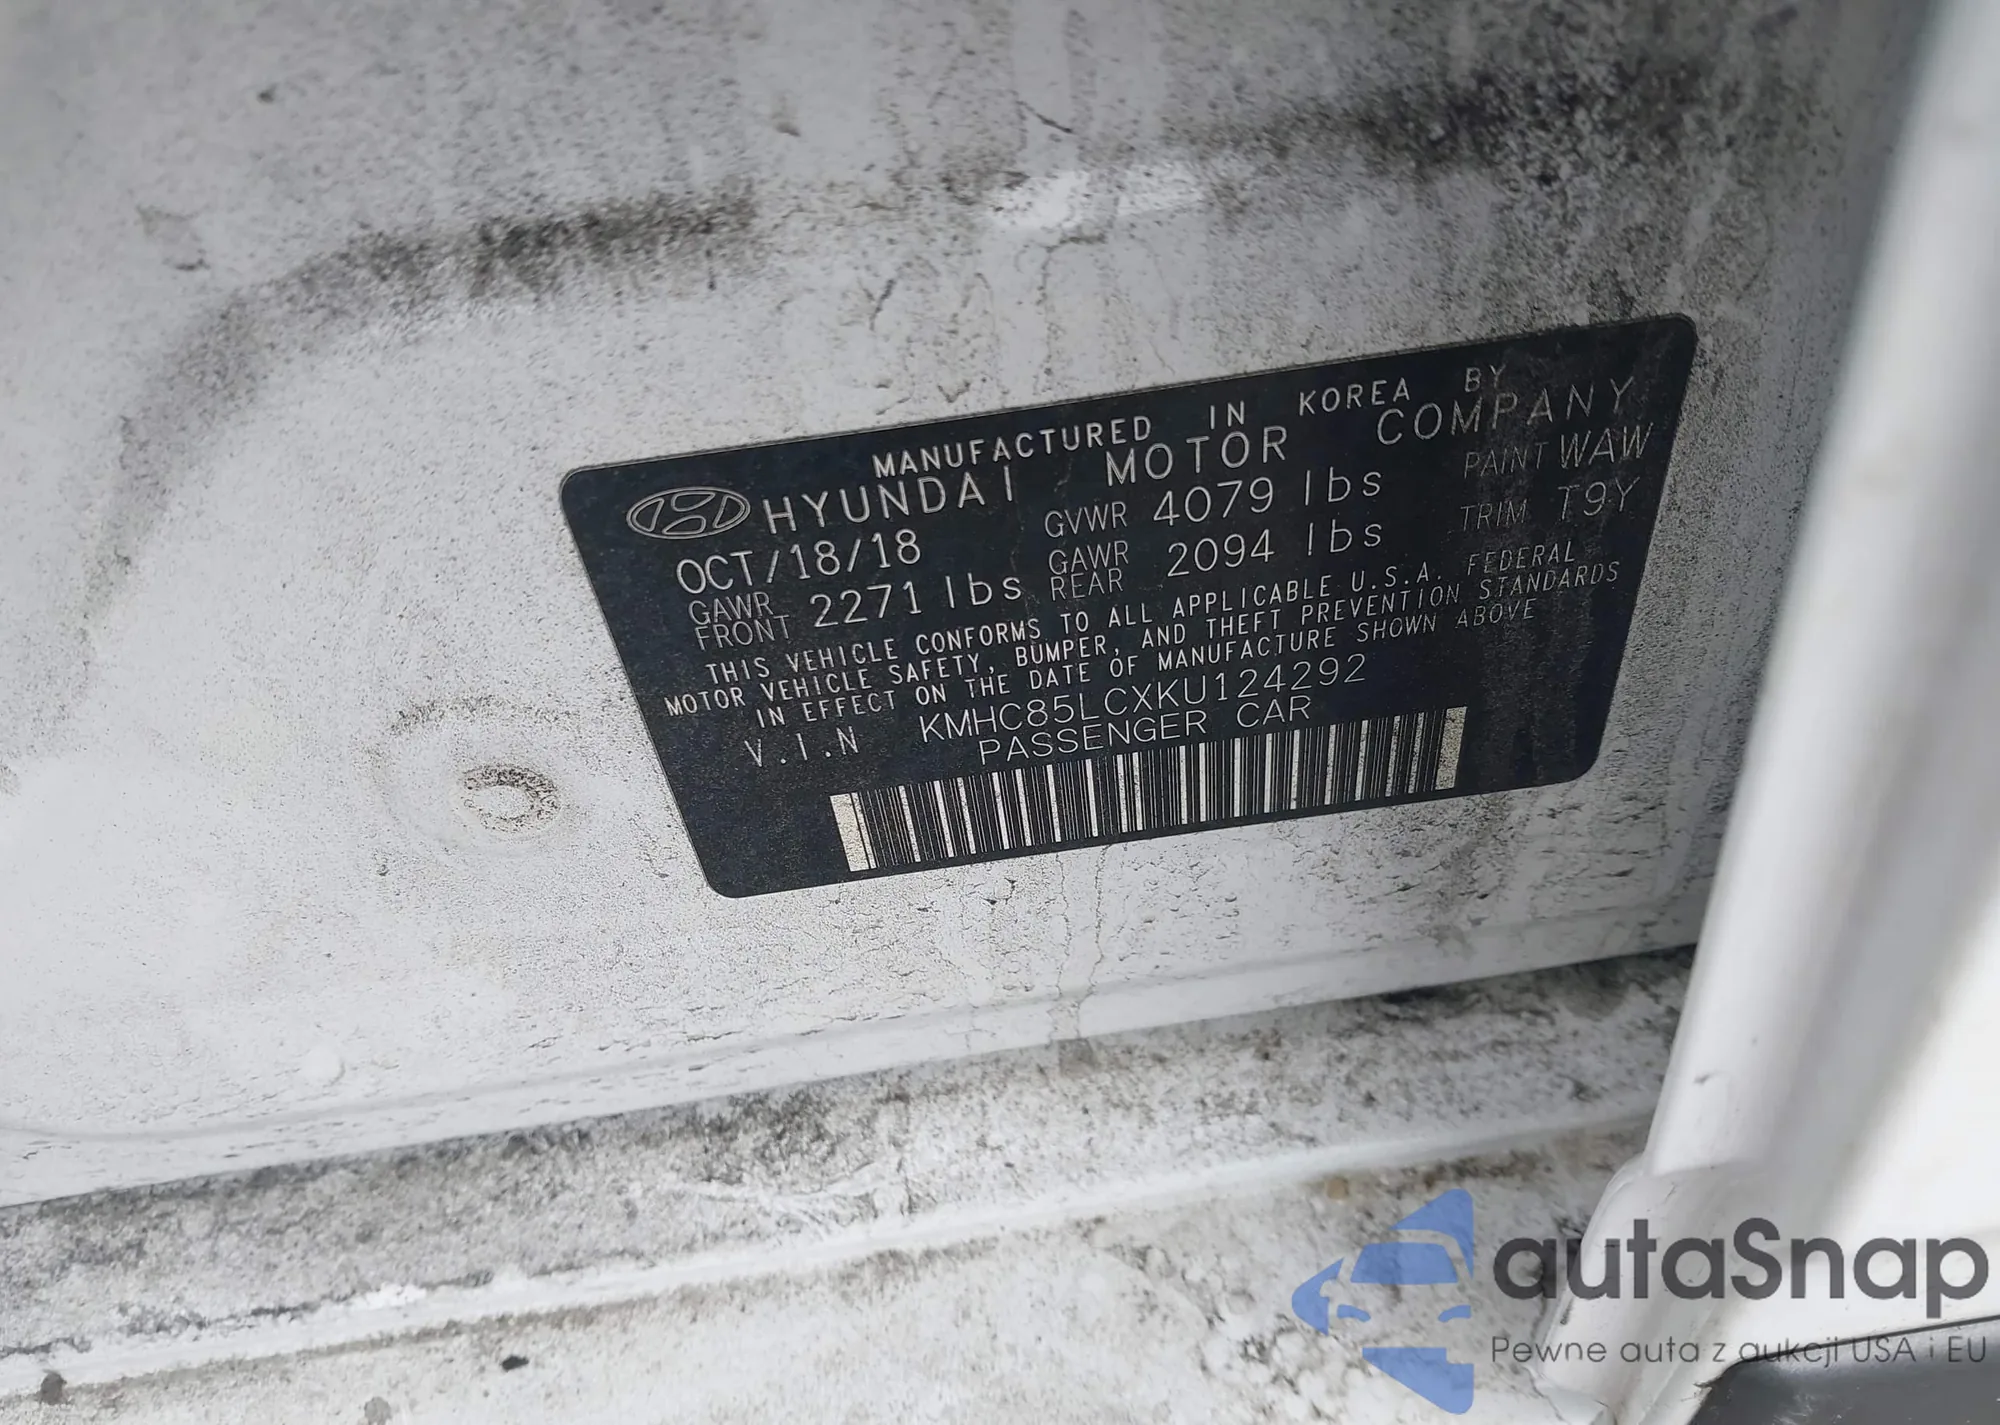 MANUFACTURED IN KOREA BY
HYUNDAI MOTOR COMPANY
OCT/18/18 GVWR 4079 lbs PAINT WAW
GAWR FRONT 2271 lbs GAWR REAR 2094 lbs TRIM T9Y
THIS VEHICLE CONFORMS TO ALL APPLICABLE U.S.A. FEDERAL
MOTOR VEHICLE SAFETY, BUMPER, AND THEFT PREVENTION STANDARDS
IN EFFECT ON THE DATE OF MANUFACTURE SHOWN ABOVE
V.I.N KMHC85LCXKU124292
PASSENGER CAR
autaSnap
Pewne auta z aukcji USA i EU